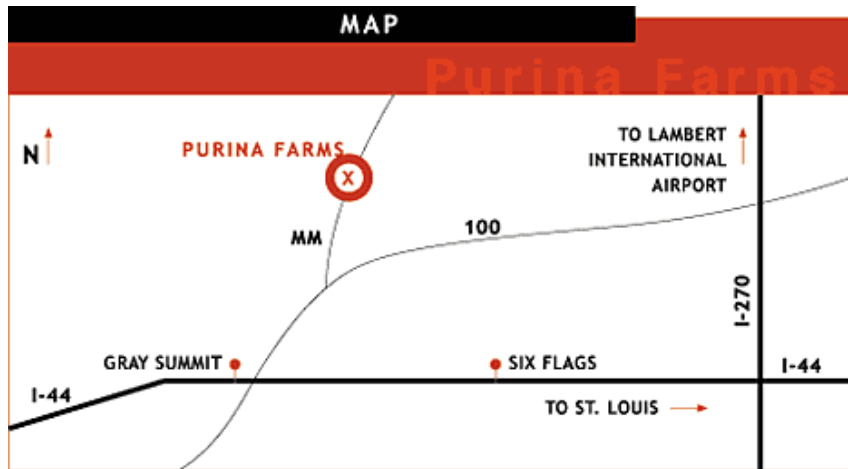 MAP
Purina Farms
N
PURINA FARMS
X
TO LAMBERT
INTERNATIONAL
AIRPORT
MM
100
I-270
GRAY SUMMIT
SIX FLAGS
I-44
I-44
TO ST. LOUIS